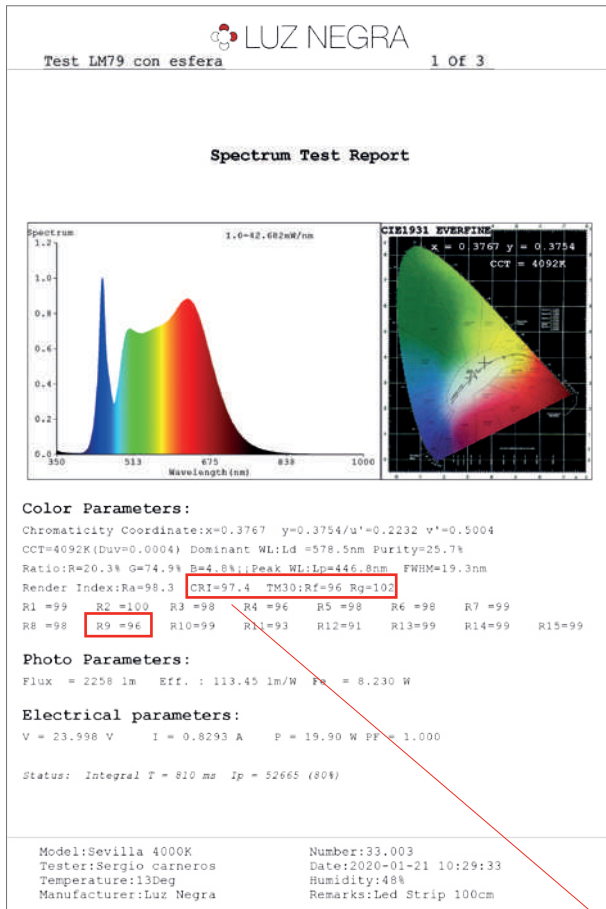 LUZ NEGRA
Test LM79 con esfera 1 Of 3
Spectrum Test Report
Spectrum
1.0=42.682mW/nm
1.2
1.0
0.8
0.6
0.4
0.2
0.0
350 513 675 838 1000
Wavelength(nm)
CIE1931 EVERFINE
x = 0.3767 y = 0.3754
CCT = 4092K
Color Parameters:
Chromaticity Coordinate:x=0.3767 y=0.3754/u'=0.2232 v'=0.5004
CCT=4092K(Duv=0.0004) Dominant WL:Ld =578.5nm Purity=25.7%
Ratio:R=20.3% G=74.9% B=4.8%;;Peak WL:Lp=446.8nm FWHM=19.3nm
Render Index:Ra=98.3 CRI=97.4 TM30:Rf=96 Rg=102
R1 =99 R2 =100 R3 =98 R4 =96 R5 =98 R6 =98 R7 =99
R8 =98 R9 =96 R10=99 R11=93 R12=91 R13=99 R14=99 R15=99
Photo Parameters:
Flux = 2258 lm Eff. : 113.45 lm/W Fe = 8.230 W
Electrical parameters:
V = 23.998 V I = 0.8293 A P = 19.90 W PF = 1.000
Status: Integral T = 810 ms Ip = 52665 (80%)
Model:Sevilla 4000K Number:33.003
Tester:Sergio carneros Date:2020-01-21 10:29:33
Temperature:13Deg Humidity:48%
Manufacturer:Luz Negra Remarks:Led Strip 100cm